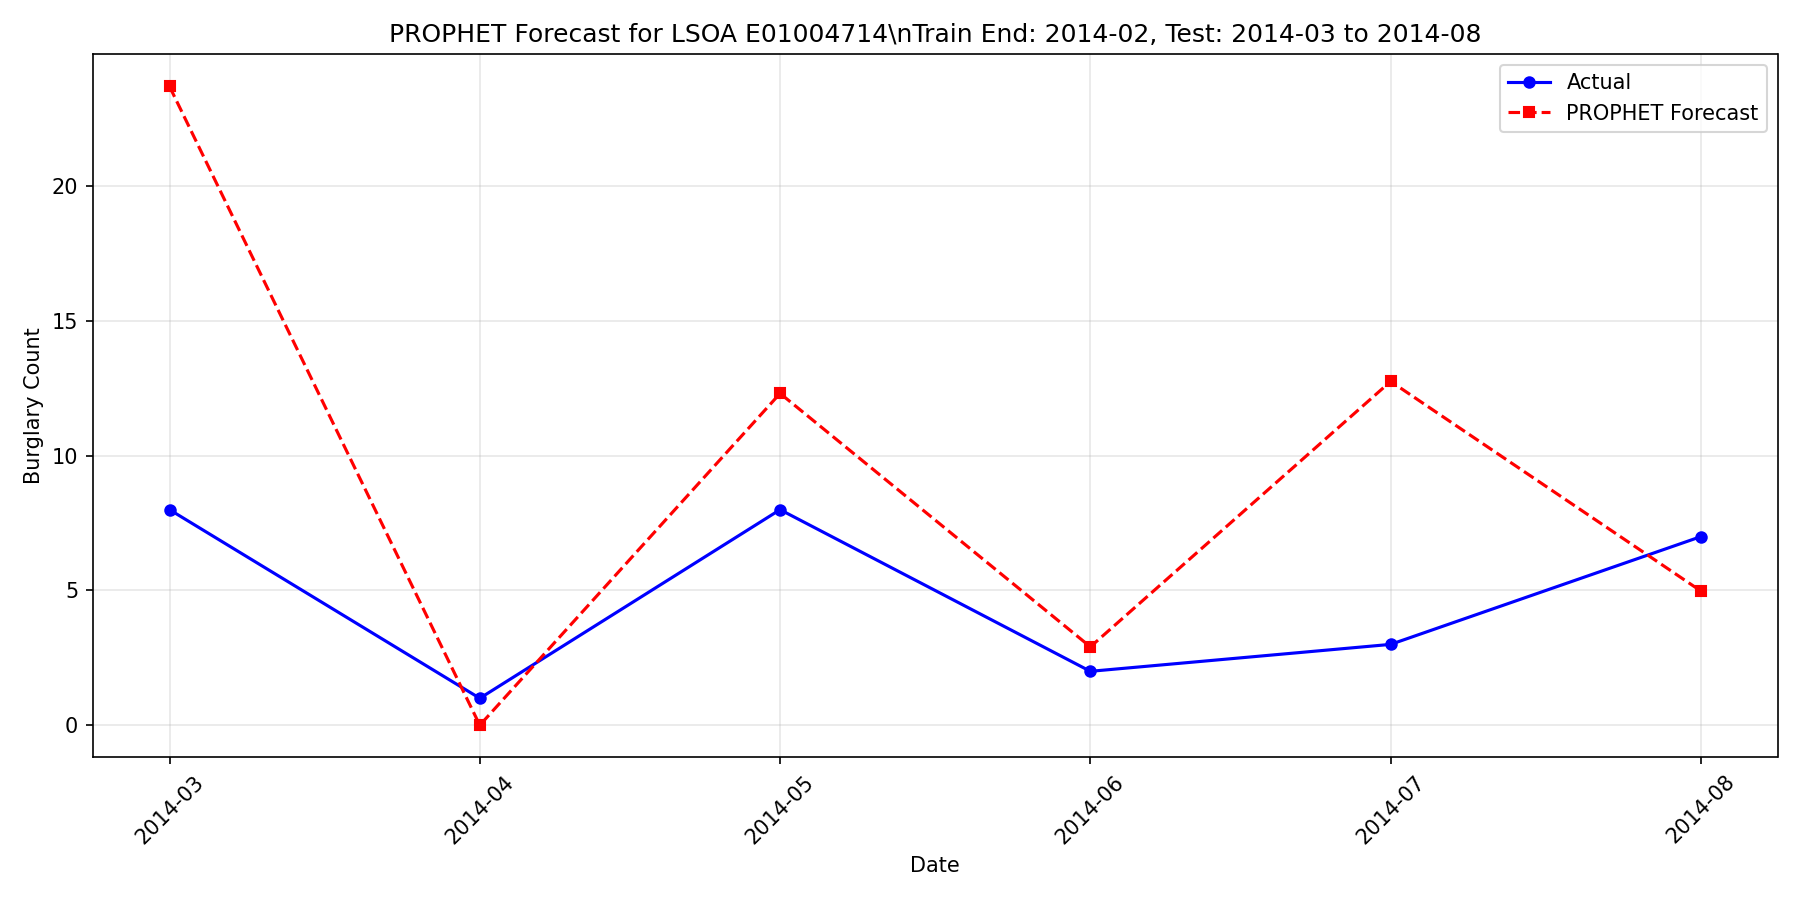 PROPHET Forecast for LSOA E01004714\nTrain End: 2014-02, Test: 2014-03 to 2014-08
Actual
PROPHET Forecast
Burglary Count
20
15
10
5
0
2014-03
2014-04
2014-05
2014-06
2014-07
2014-08
Date